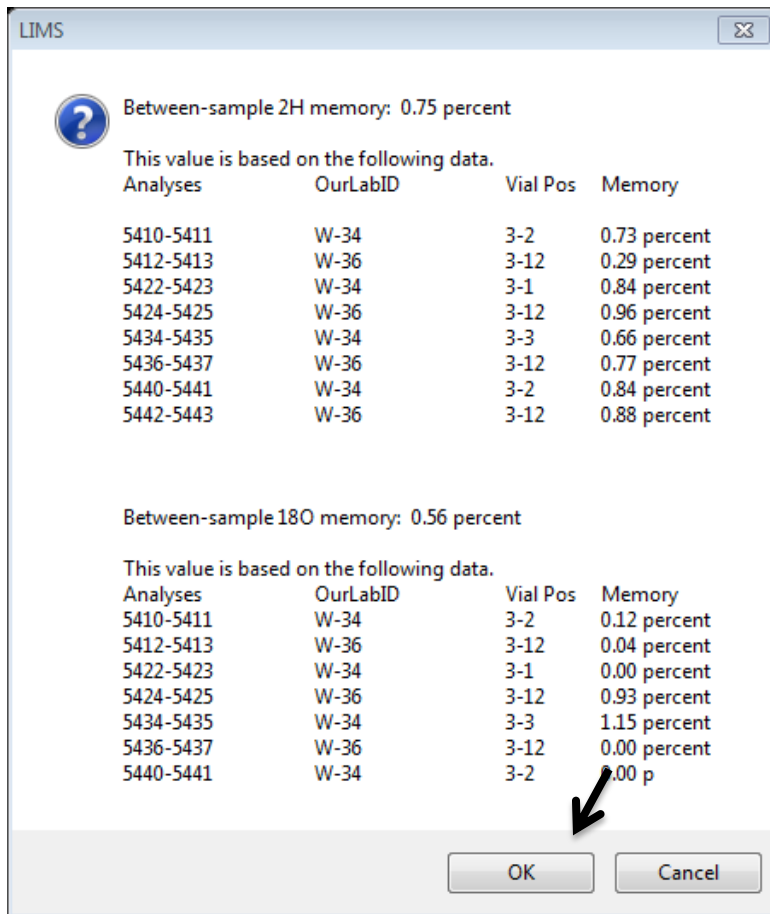 LIMS
Between-sample 2H memory: 0.75 percent
This value is based on the following data.
Analyses OurLabID Vial Pos Memory
5410-5411 W-34 3-2 0.73 percent
5412-5413 W-36 3-12 0.29 percent
5422-5423 W-34 3-1 0.84 percent
5424-5425 W-36 3-12 0.96 percent
5434-5435 W-34 3-3 0.66 percent
5436-5437 W-36 3-12 0.77 percent
5440-5441 W-34 3-2 0.84 percent
5442-5443 W-36 3-12 0.88 percent
Between-sample 18O memory: 0.56 percent
This value is based on the following data.
Analyses OurLabID Vial Pos Memory
5410-5411 W-34 3-2 0.12 percent
5412-5413 W-36 3-12 0.04 percent
5422-5423 W-34 3-1 0.00 percent
5424-5425 W-36 3-12 0.93 percent
5434-5435 W-34 3-3 1.15 percent
5436-5437 W-36 3-12 0.00 percent
5440-5441 W-34 3-2 0.00 p
OK Cancel